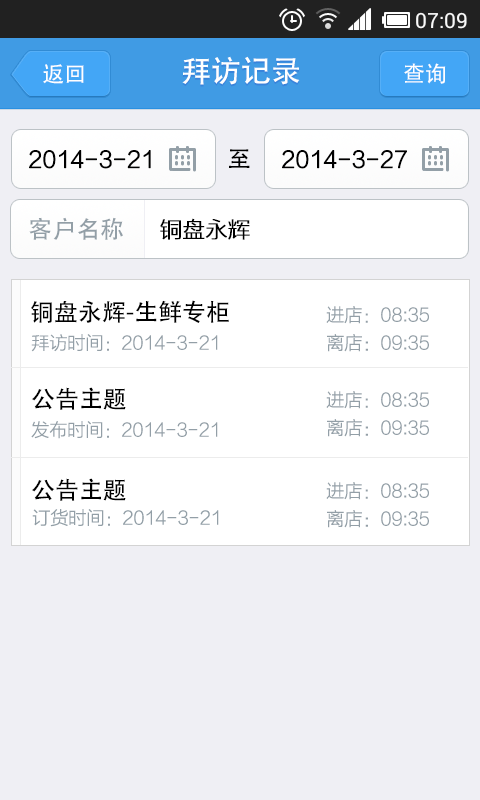 07:09
返回 拜访记录 查询
2014-3-21 至 2014-3-27
客户名称 铜盘永辉
铜盘永辉-生鲜专柜 进店：08:35
拜访时间：2014-3-21 离店：09:35
公告主题 进店：08:35
发布时间：2014-3-21 离店：09:35
公告主题 进店：08:35
订货时间：2014-3-21 离店：09:35